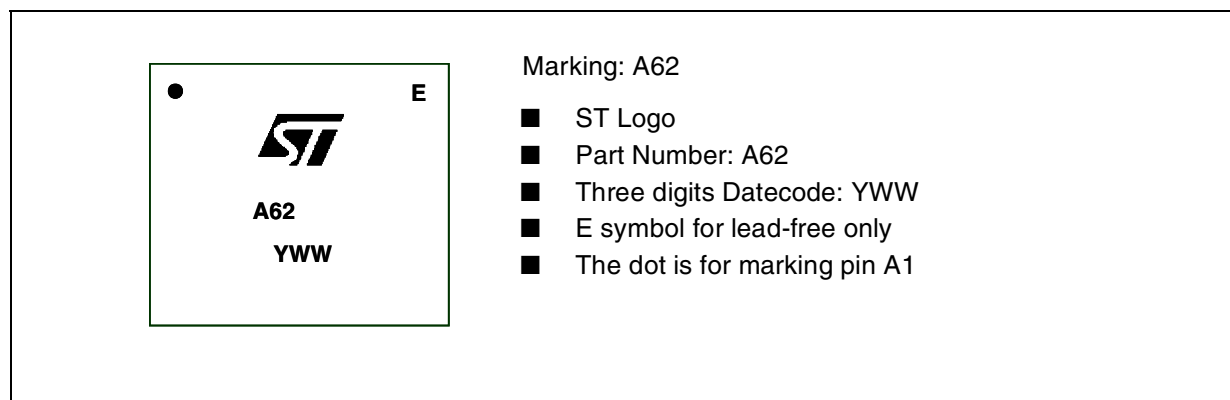 E
ST
A62
YWW
Marking: A62
■ ST Logo
■ Part Number: A62
■ Three digits Datecode: YWW
■ E symbol for lead-free only
■ The dot is for marking pin A1